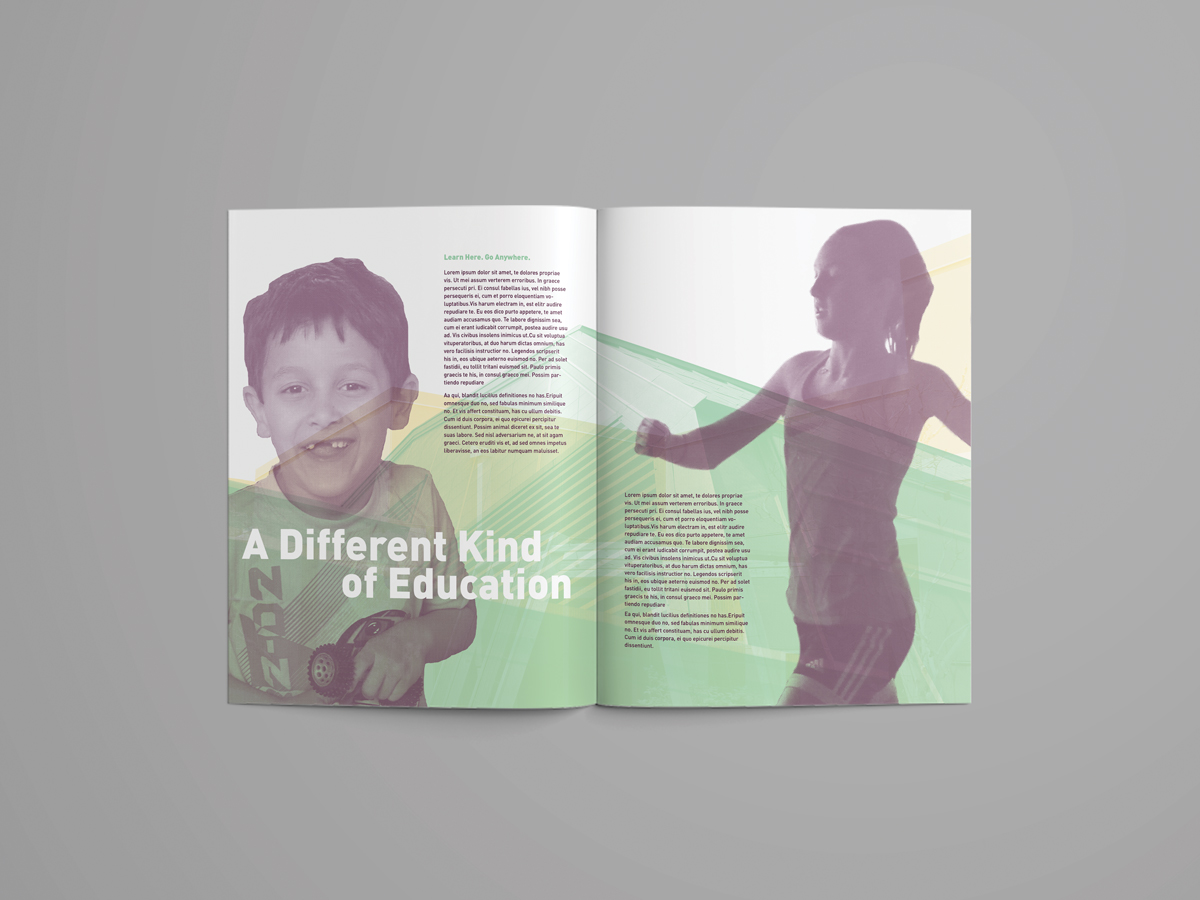 Learn Here. Go Anywhere.
Lorem ipsum dolor sit amet, te dolores propriae
vis. Ut mei assum verterem erroribus. In graece
persecuti pri. Ei consul fabellas ius, vel nibh posse
persequeris ei, cum et porro eloquentiam vo-
luptatibus.Vis harum electram in, est elitr audire
repudiare te. Eu eos dico purto appetere, te amet
audiam accusamus quo. Te labore dignissim sea,
cum ei erant iudicabit corrumpit, postea audire usu
ad. Vis civibus insolens inimicus ut.Cu sit voluptua
vituperatoribus, at duo harum dictas omnium, has
vero facilisis instructior no. Legendos scripserit
his in, eos ubique aeterno euismod no. Per ad solet
fastidii, eu tollit tritani euismod sit. Paulo primis
graecis te his, in consul graeco mei. Possim par-
tiendo repudiare
Aa qui, blandit lucilius definitiones no has.Eripuit
omnesque duo no, sed fabulas minimum similique
no. Et vis affert constituam, has cu ullum debitis.
Cum id duis corpora, ei quo epicurei percipitur
dissentiunt. Possim animal diceret ex sit, sea te
suas labore. Sed nisl adversarium ne, at sit agam
graeci. Cetero eruditi vis et, ad sed omnes impetus
liberavisse, an eos labitur numquam maluisset.
A Different Kind
of Education
Lorem ipsum dolor sit amet, te dolores propriae
vis. Ut mei assum verterem erroribus. In graece
persecuti pri. Ei consul fabellas ius, vel nibh posse
persequeris ei, cum et porro eloquentiam vo-
luptatibus.Vis harum electram in, est elitr audire
repudiare te. Eu eos dico purto appetere, te amet
audiam accusamus quo. Te labore dignissim sea,
cum ei erant iudicabit corrumpit, postea audire usu
ad. Vis civibus insolens inimicus ut.Cu sit voluptua
vituperatoribus, at duo harum dictas omnium, has
vero facilisis instructior no. Legendos scripserit
his in, eos ubique aeterno euismod no. Per ad solet
fastidii, eu tollit tritani euismod sit. Paulo primis
graecis te his, in consul graeco mei. Possim par-
tiendo repudiare
Ea qui, blandit lucilius definitiones no has.Eripuit
omnesque duo no, sed fabulas minimum similique
no. Et vis affert constituam, has cu ullum debitis.
Cum id duis corpora, ei quo epicurei percipitur
dissentiunt.